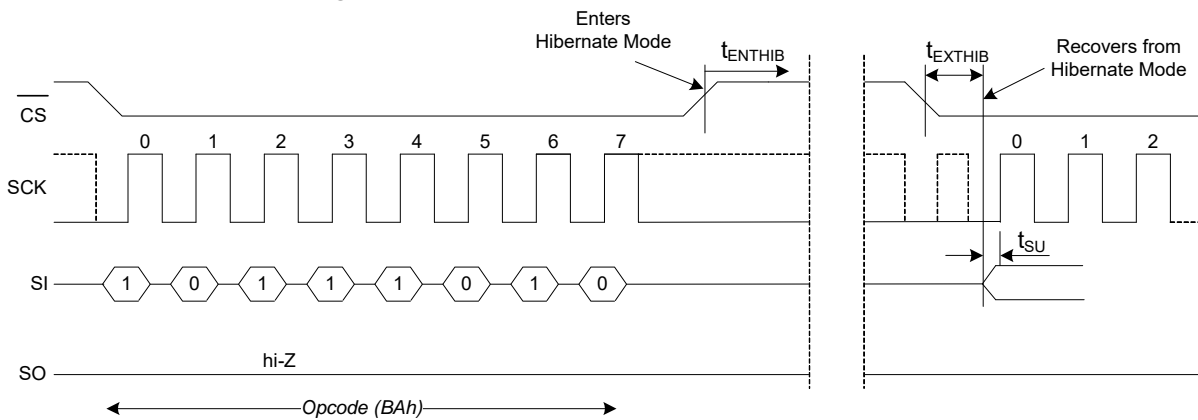 Enters
Hibernate Mode
tENTHIB
tEXTHIB
Recovers from
Hibernate Mode
CS
0 1 2 3 4 5 6 7 0 1 2
SCK
tSU
SI 1 0 1 1 1 0 1 0
hi-Z
SO
Opcode (BAh)